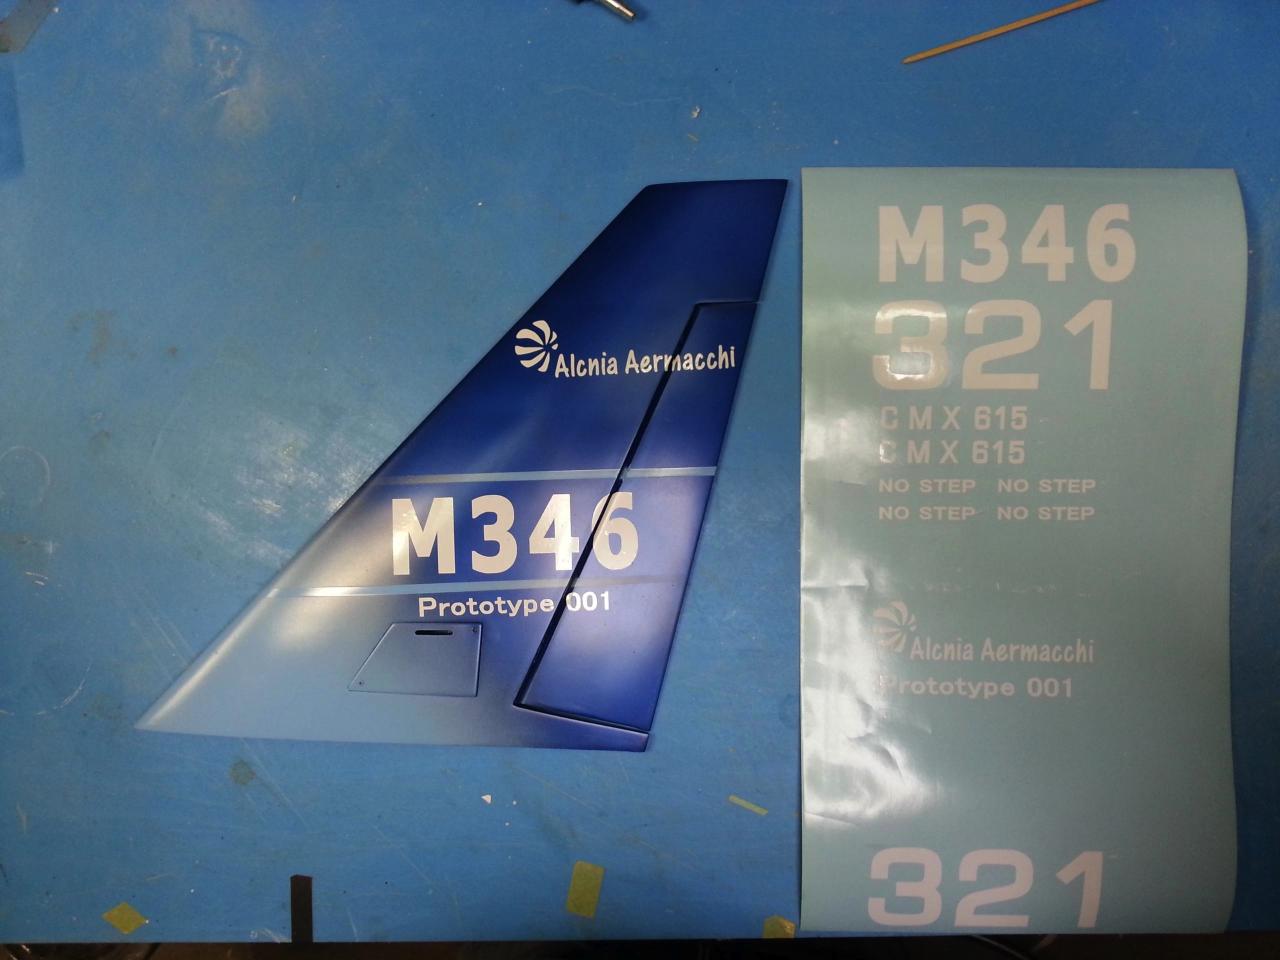 Alcnia Aermacchi
M346
Prototype 001
M346
321
CMX 615
CMX 615
NO STEP NO STEP
NO STEP NO STEP
Alcnia Aermacchi
Prototype 001
321